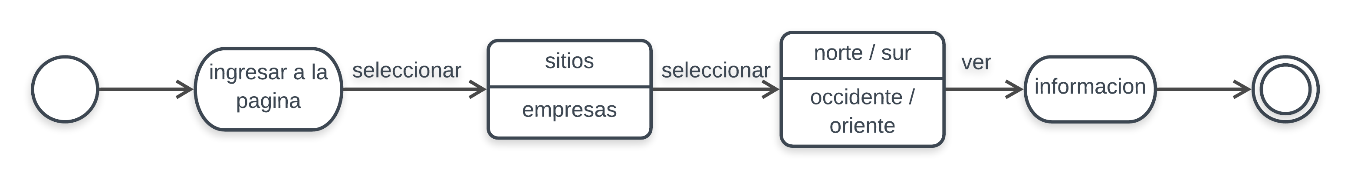 ingresar a la
pagina
seleccionar
sitios
empresas
seleccionar
norte / sur
occidente /
oriente
ver
informacion